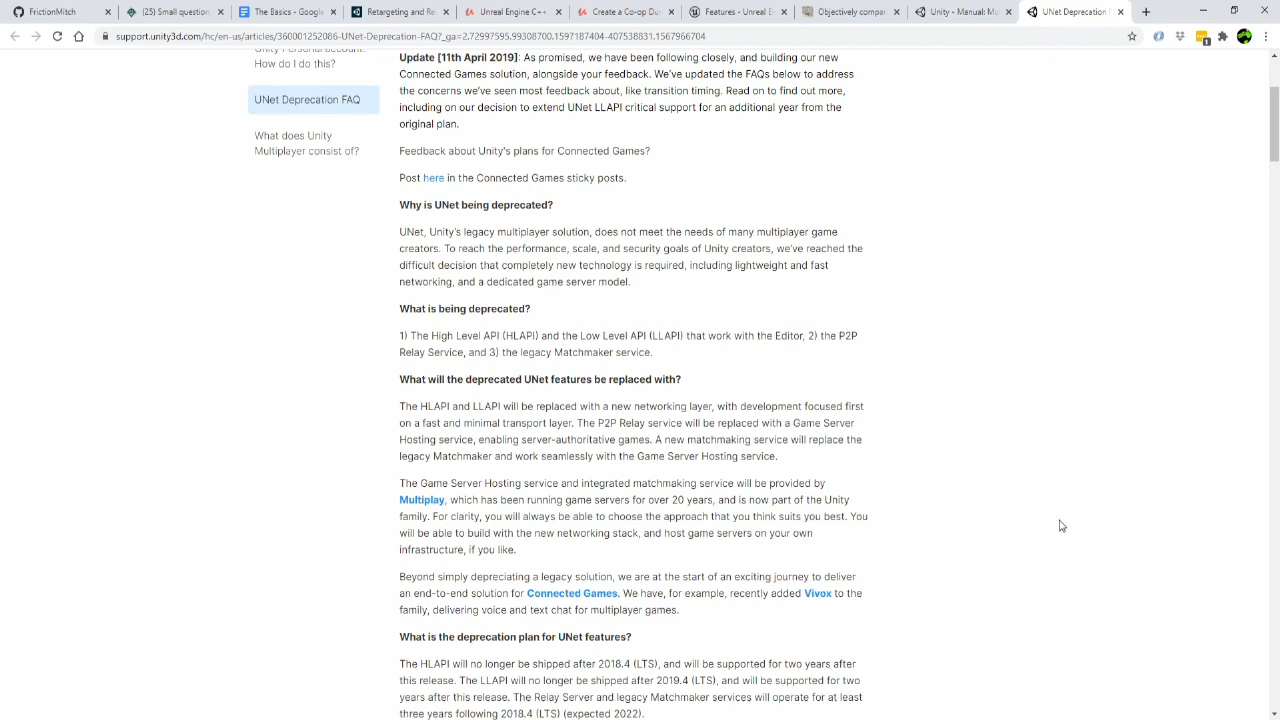 FrictionMitch
(25) Small question
The Basics - Google
Retargeting and Re
Unreal Engine C++
Create a Co-op Du
Features - Unreal E
Objectively compa
Unity - Manual: Mu
UNet Deprecation
support.unity3d.com/hc/en-us/articles/360001252086-UNet-Deprecation-FAQ?_ga=2.72997595.99308700.1597187404-407538831.1567966704
Unity Personal account.
How do I do this?
UNet Deprecation FAQ
What does Unity
Multiplayer consist of?
Update [11th April 2019]: As promised, we have been following closely, and building our new
Connected Games solution, alongside your feedback. We've updated the FAQs below to address
the concerns we've seen most feedback about, like transition timing. Read on to find out more,
including on our decision to extend UNet LLAPI critical support for an additional year from the
original plan.
Feedback about Unity's plans for Connected Games?
Post here in the Connected Games sticky posts.
Why is UNet being deprecated?
UNet, Unity's legacy multiplayer solution, does not meet the needs of many multiplayer game
creators. To reach the performance, scale, and security goals of Unity creators, we've reached the
difficult decision that completely new technology is required, including lightweight and fast
networking, and a dedicated game server model.
What is being deprecated?
1) The High Level API (HLAPI) and the Low Level API (LLAPI) that work with the Editor, 2) the P2P
Relay Service, and 3) the legacy Matchmaker service.
What will the deprecated UNet features be replaced with?
The HLAPI and LLAPI will be replaced with a new networking layer, with development focused first
on a fast and minimal transport layer. The P2P Relay service will be replaced with a Game Server
Hosting service, enabling server-authoritative games. A new matchmaking service will replace the
legacy Matchmaker and work seamlessly with the Game Server Hosting service.
The Game Server Hosting service and integrated matchmaking service will be provided by
Multiplay, which has been running game servers for over 20 years, and is now part of the Unity
family. For clarity, you will always be able to choose the approach that you think suits you best. You
will be able to build with the new networking stack, and host game servers on your own
infrastructure, if you like.
Beyond simply depreciating a legacy solution, we are at the start of an exciting journey to deliver
an end-to-end solution for Connected Games. We have, for example, recently added Vivox to the
family, delivering voice and text chat for multiplayer games.
What is the deprecation plan for UNet features?
The HLAPI will no longer be shipped after 2018.4 (LTS), and will be supported for two years after
this release. The LLAPI will no longer be shipped after 2019.4 (LTS), and will be supported for two
years after this release. The Relay Server and legacy Matchmaker services will operate for at least
three years following 2018.4 (LTS) (expected 2022).